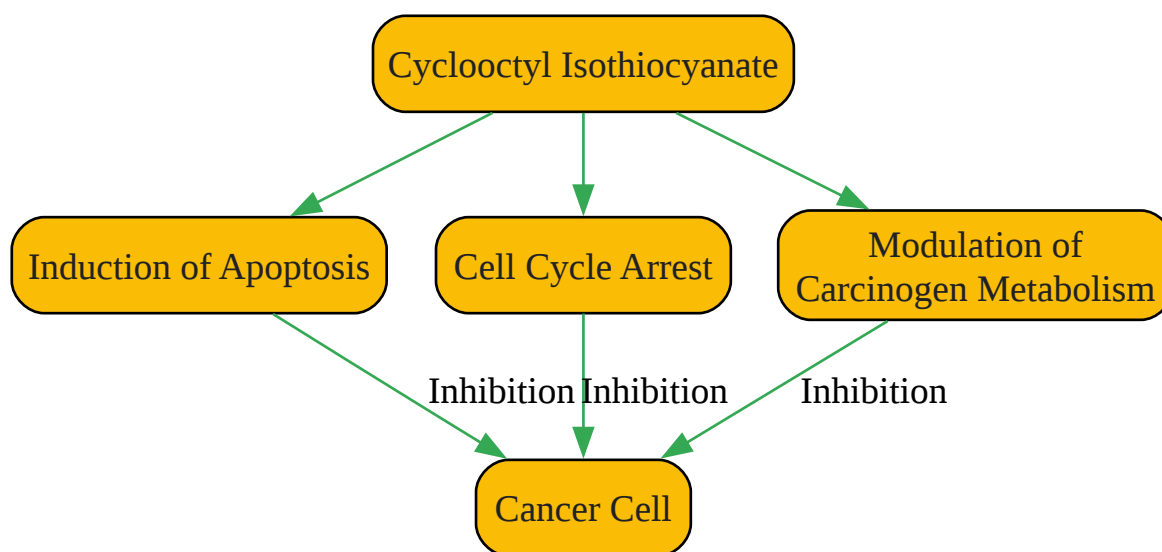 Cyclooctyl Isothiocyanate
Induction of Apoptosis
Cell Cycle Arrest
Modulation of
Carcinogen Metabolism
Inhibition
Inhibition
Inhibition
Cancer Cell